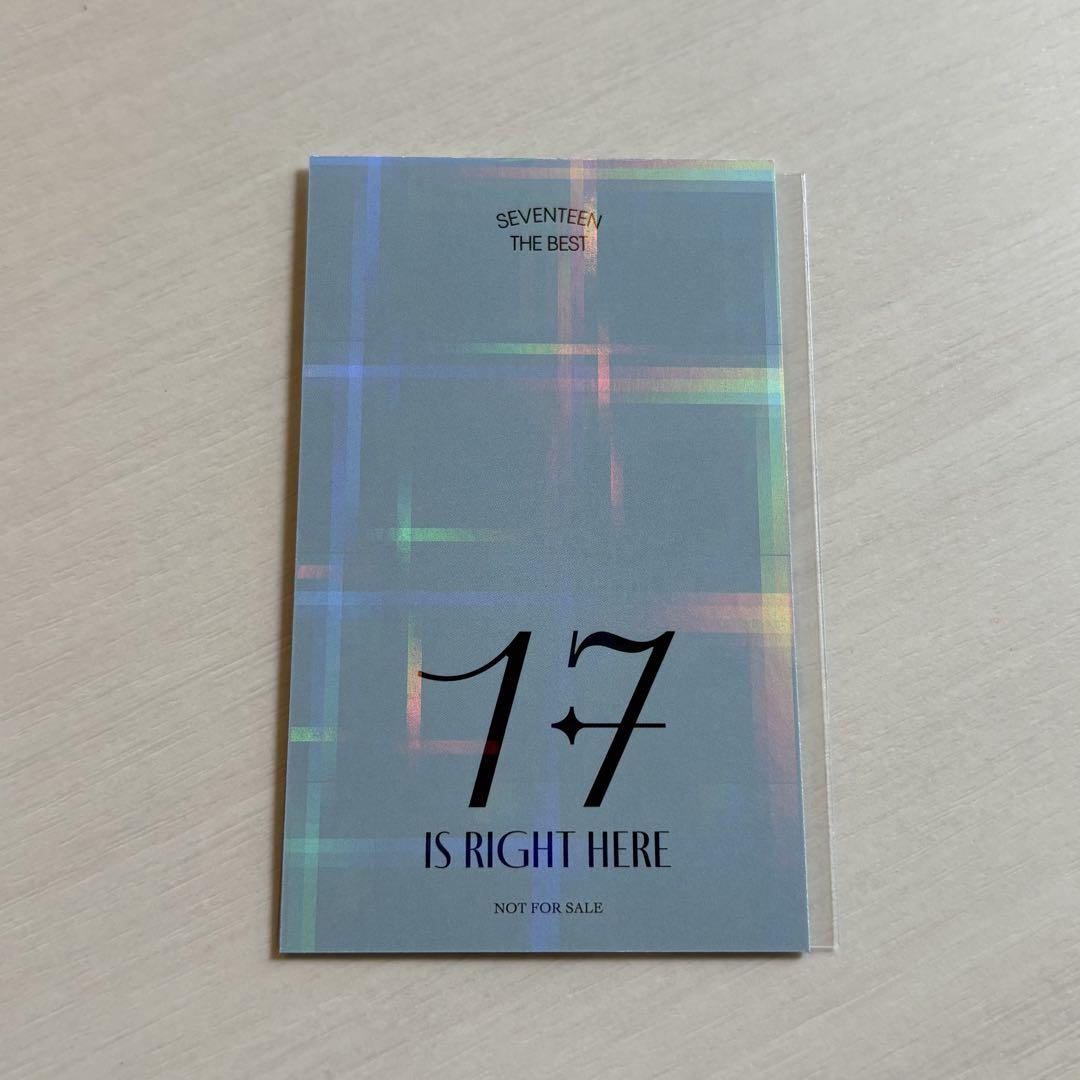 SEVENTEEN
THE BEST
17
IS RIGHT HERE
NOT FOR SALE